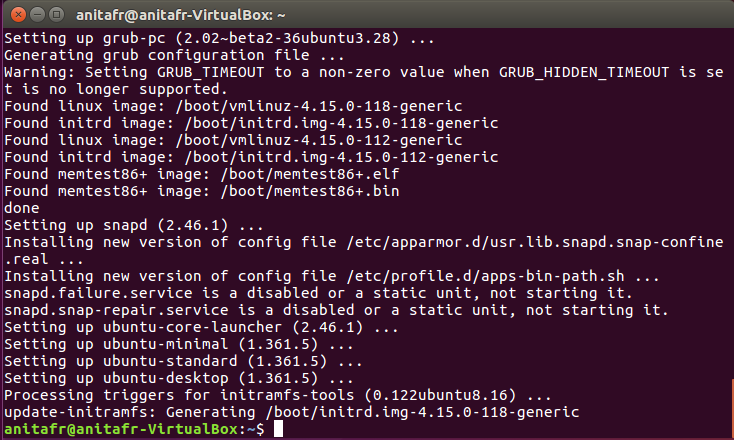 anitafr@anitafr-VirtualBox: ~
Setting up grub-pc (2.02~beta2-36ubuntu3.28) ...
Generating grub configuration file ...
Warning: Setting GRUB_TIMEOUT to a non-zero value when GRUB_HIDDEN_TIMEOUT is se
t is no longer supported.
Found linux image: /boot/vmlinuz-4.15.0-118-generic
Found initrd image: /boot/initrd.img-4.15.0-118-generic
Found linux image: /boot/vmlinuz-4.15.0-112-generic
Found initrd image: /boot/initrd.img-4.15.0-112-generic
Found memtest86+ image: /boot/memtest86+.elf
Found memtest86+ image: /boot/memtest86+.bin
done
Setting up snapd (2.46.1) ...
Installing new version of config file /etc/apparmor.d/usr.lib.snapd.snap-confine
.real ...
Installing new version of config file /etc/profile.d/apps-bin-path.sh ...
snapd.failure.service is a disabled or a static unit, not starting it.
snapd.snap-repair.service is a disabled or a static unit, not starting it.
Setting up ubuntu-core-launcher (2.46.1) ...
Setting up ubuntu-minimal (1.361.5) ...
Setting up ubuntu-standard (1.361.5) ...
Setting up ubuntu-desktop (1.361.5) ...
Processing triggers for initramfs-tools (0.122ubuntu8.16) ...
update-initramfs: Generating /boot/initrd.img-4.15.0-118-generic
anitafr@anitafr-VirtualBox:~$